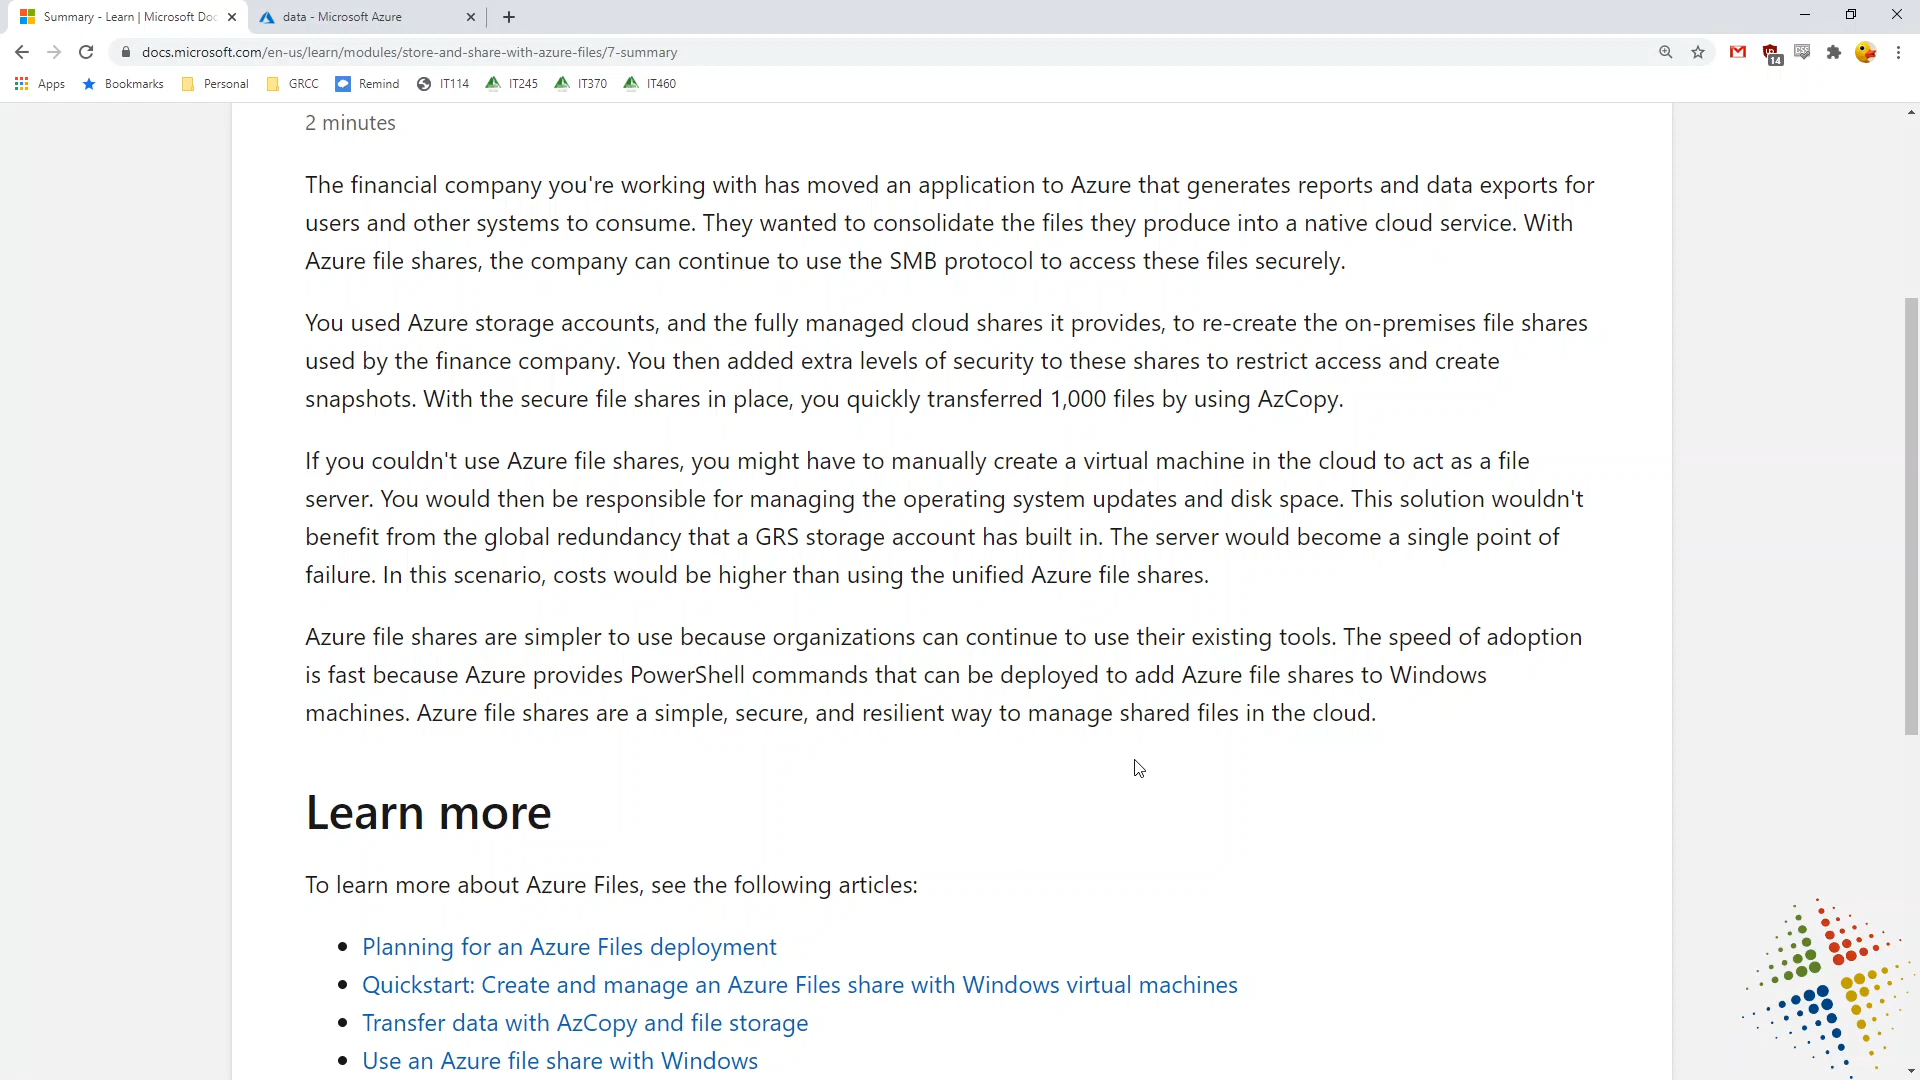 Summary - Learn | Microsoft Doc
data - Microsoft Azure
docs.microsoft.com/en-us/learn/modules/store-and-share-with-azure-files/7-summary
14
Apps
Bookmarks
Personal
GRCC
Remind
IT114
IT245
IT370
IT460
2 minutes
The financial company you're working with has moved an application to Azure that generates reports and data exports for
users and other systems to consume. They wanted to consolidate the files they produce into a native cloud service. With
Azure file shares, the company can continue to use the SMB protocol to access these files securely.
You used Azure storage accounts, and the fully managed cloud shares it provides, to re-create the on-premises file shares
used by the finance company. You then added extra levels of security to these shares to restrict access and create
snapshots. With the secure file shares in place, you quickly transferred 1,000 files by using AzCopy.
If you couldn't use Azure file shares, you might have to manually create a virtual machine in the cloud to act as a file
server. You would then be responsible for managing the operating system updates and disk space. This solution wouldn't
benefit from the global redundancy that a GRS storage account has built in. The server would become a single point of
failure. In this scenario, costs would be higher than using the unified Azure file shares.
Azure file shares are simpler to use because organizations can continue to use their existing tools. The speed of adoption
is fast because Azure provides PowerShell commands that can be deployed to add Azure file shares to Windows
machines. Azure file shares are a simple, secure, and resilient way to manage shared files in the cloud.
Learn more
To learn more about Azure Files, see the following articles:
Planning for an Azure Files deployment
Quickstart: Create and manage an Azure Files share with Windows virtual machines
Transfer data with AzCopy and file storage
Use an Azure file share with Windows